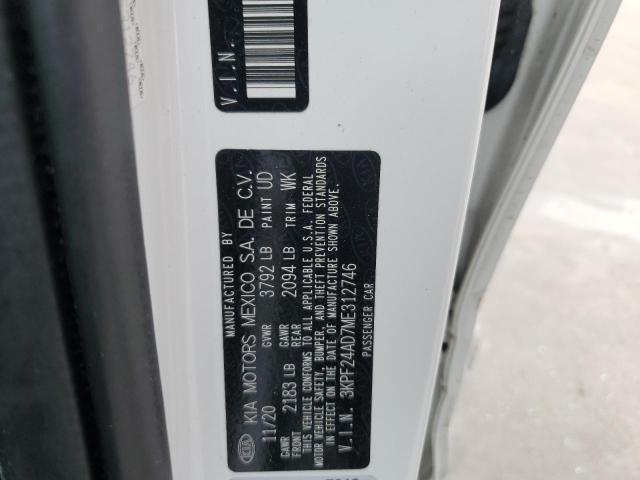 V.I.N.
MANUFACTURED BY
KIA KIA MOTORS MEXICO S.A. DE C.V.
11/20 GVWR 3792 LB PAINT UD
GAWR FRONT 2183 LB GAWR REAR 2094 LB TRIM WK
THIS VEHICLE CONFORMS TO ALL APPLICABLE U.S.A. FEDERAL
MOTOR VEHICLE SAFETY, BUMPER, AND THEFT PREVENTION STANDARDS
IN EFFECT ON THE DATE OF MANUFACTURE SHOWN ABOVE.
V.I.N. 3KPF24AD7ME312746
PASSENGER CAR